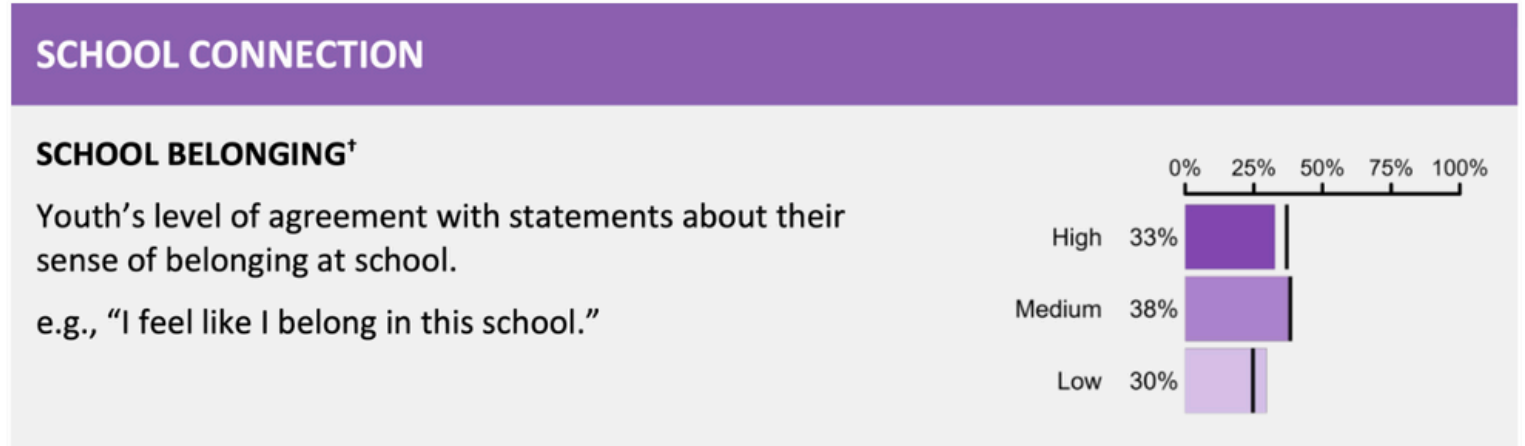 SCHOOL CONNECTION
SCHOOL BELONGING†
Youth’s level of agreement with statements about their
sense of belonging at school.
e.g., “I feel like I belong in this school.”
0% 25% 50% 75% 100%
High 33%
Medium 38%
Low 30%